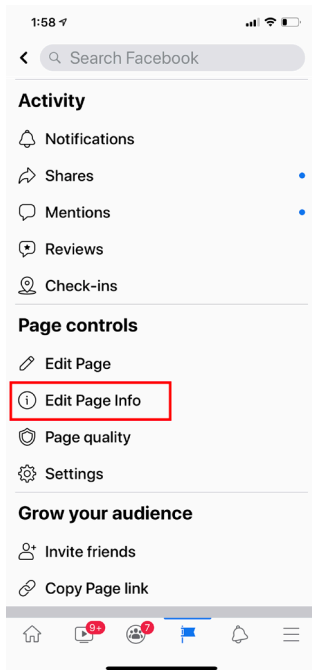 1:58
Search Facebook
Activity
Notifications
Shares
Mentions
Reviews
Check-ins
Page controls
Edit Page
Edit Page Info
Page quality
Settings
Grow your audience
Invite friends
Copy Page link
9+
7